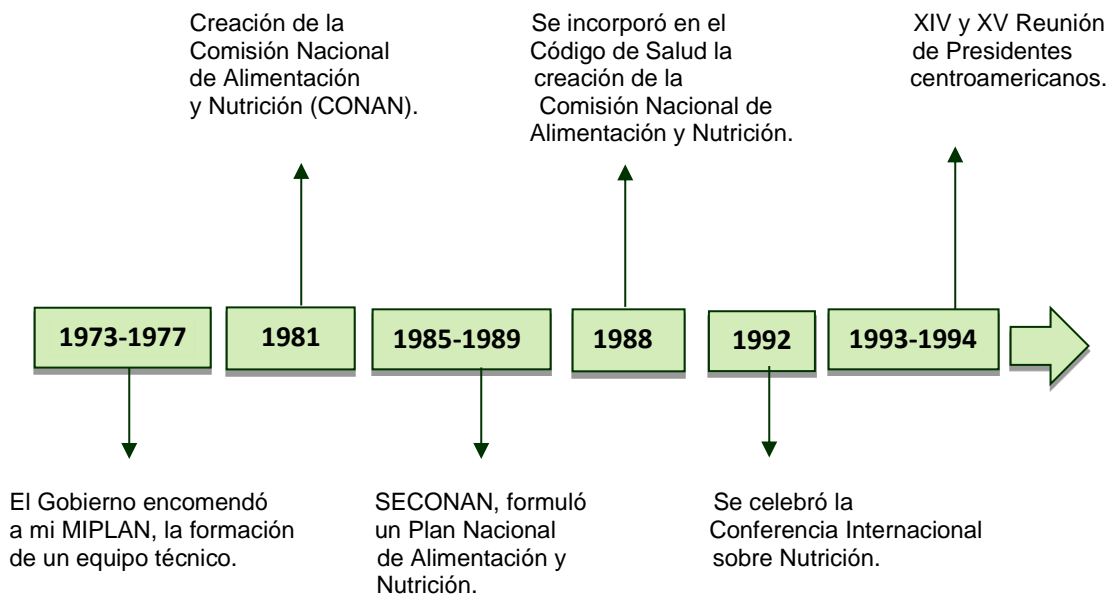 Creación de la
Comisión Nacional
de Alimentación
y Nutrición (CONAN).
Se incorporó en el
Código de Salud la
creación de la
Comisión Nacional de
Alimentación y Nutrición.
XIV y XV Reunión
de Presidentes
centroamericanos.
1973-1977
1981
1985-1989
1988
1992
1993-1994
El Gobierno encomendó
a mi MIPLAN, la formación
de un equipo técnico.
SECONAN, formuló
un Plan Nacional
de Alimentación y
Nutrición.
Se celebró la
Conferencia Internacional
sobre Nutrición.